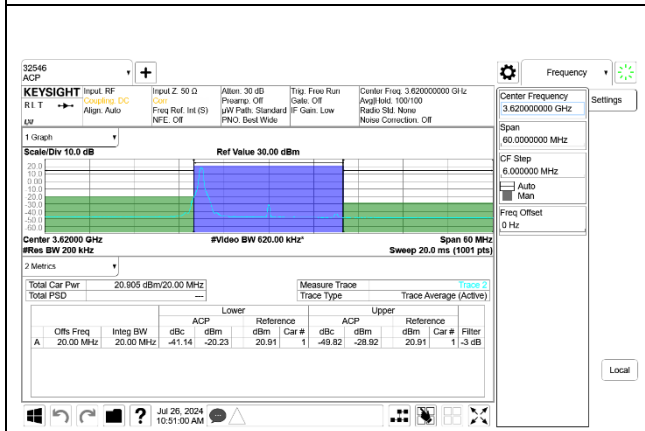 32546
ACP
Frequency
KEYSIGHT
RLT
Input: RF
Coupling: DC
Align: Auto
Input Z: 50 Ω
Corr
Freq Ref: Int (S)
NFE: Off
Atten: 30 dB
Preamp: Off
µW Path: Standard
PNO: Best Wide
Trig: Free Run
Gate: Off
IF Gain: Low
Center Freq: 3.620000000 GHz
Avg|Hold: 100/100
Radio Std: None
Noise Correction: Off
Center Frequency
3.620000000 GHz
Settings
Span
60.0000000 MHz
CF Step
6.000000 MHz
Auto
Man
Freq Offset
0 Hz
1 Graph
Scale/Div 10.0 dB
Ref Value 30.00 dBm
20.0
10.0
0.00
-10.0
-20.0
-30.0
-40.0
-50.0
-60.0
Center 3.62000 GHz
#Video BW 620.00 kHz*
Span 60 MHz
#Res BW 200 kHz
Sweep 20.0 ms (1001 pts)
2 Metrics
Total Car Pwr 20.905 dBm/20.00 MHz
Total PSD ---
Measure Trace Trace 2
Trace Type Trace Average (Active)
Lower Upper
ACP Reference ACP Reference
Offs Freq Integ BW dBc dBm dBm Car # dBc dBm dBm Car # Filter
A 20.00 MHz 20.00 MHz -41.14 -20.23 20.91 1 -49.82 -28.92 20.91 1 -3 dB
Local
Jul 26, 2024
10:51:00 AM